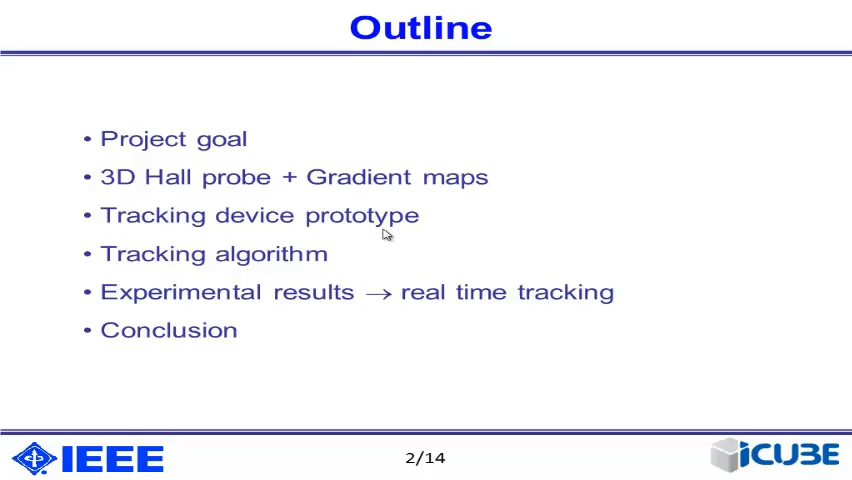 Outline
• Project goal
• 3D Hall probe + Gradient maps
• Tracking device prototype
• Tracking algorithm
• Experimental results → real time tracking
• Conclusion
IEEE
2/14
iCUBE